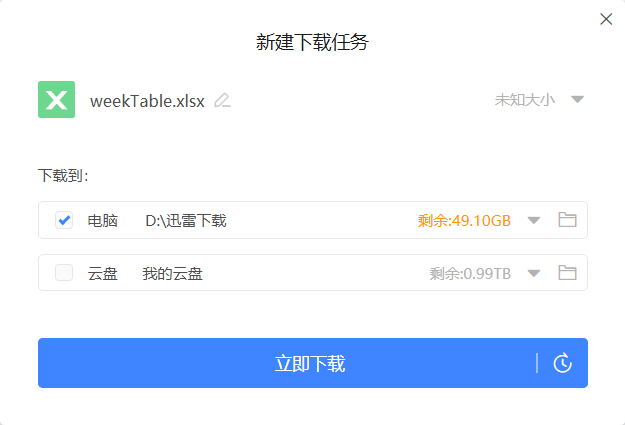 新建下载任务
weekTable.xlsx 未知大小
下载到:
电脑 D:\迅雷下载 剩余:49.10GB
云盘 我的云盘 剩余:0.99TB
立即下载